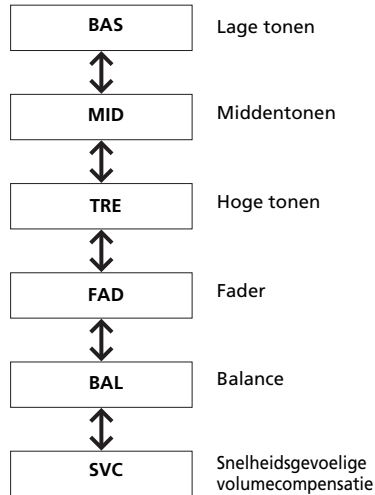 BAS Lage tonen
MID Middentonen
TRE Hoge tonen
FAD Fader
BAL Balance
SVC Snelheidsgevoelige
volumecompensatie